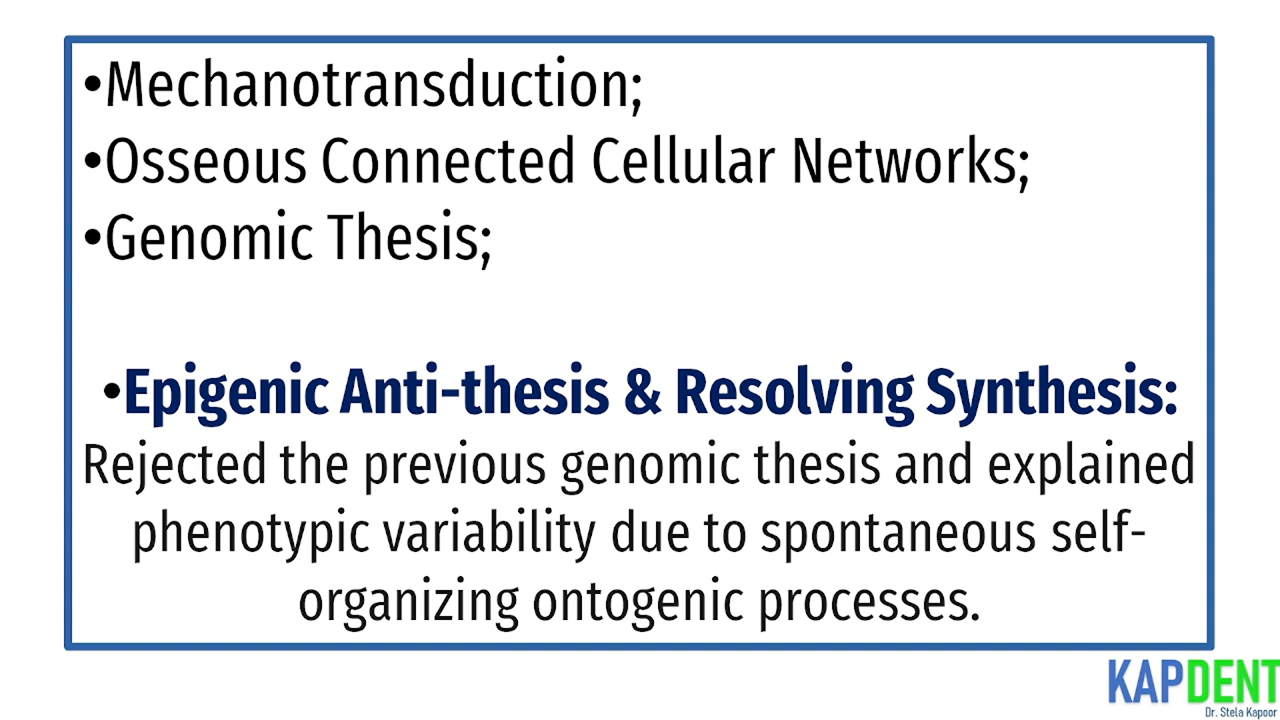 •Mechanotransduction;
•Osseous Connected Cellular Networks;
•Genomic Thesis;
•Epigenic Anti-thesis & Resolving Synthesis:
Rejected the previous genomic thesis and explained
phenotypic variability due to spontaneous self-
organizing ontogenic processes.
KAPDENT
Dr. Stela Kapoor